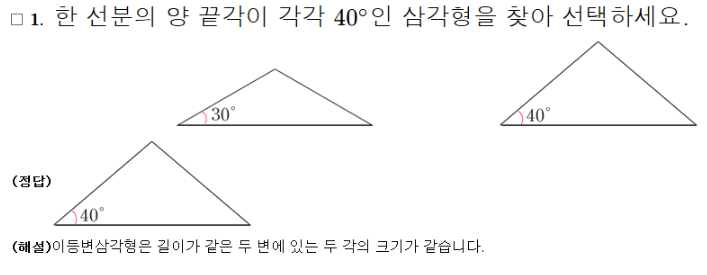 □ 1. 한 선분의 양 끝각이 각각 40°인 삼각형을 찾아 선택하세요.
30°
40°
(정답)
40°
(해설)이등변삼각형은 길이가 같은 두 변에 있는 두 각의 크기가 같습니다.